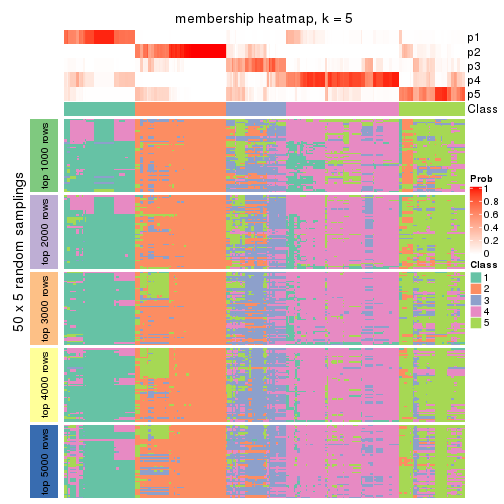 membership heatmap, k = 5
p1
p2
p3
p4
p5
Class
50 x 5 random samplings
top 1000 rows
top 2000 rows
top 3000 rows
top 4000 rows
top 5000 rows
Prob
1
0.8
0.6
0.4
0.2
0
Class
1
2
3
4
5